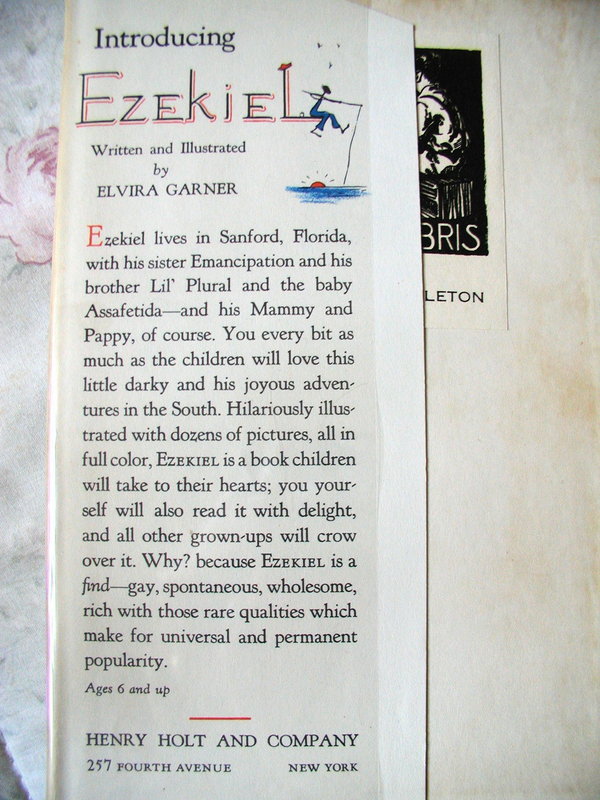 Introducing
EZEKIEL
Written and Illustrated
by
ELVIRA GARNER
Ezekiel lives in Sanford, Florida,
with his sister Emancipation and his
brother Lil' Plural and the baby
Assafetida—and his Mammy and
Pappy, of course. You every bit as
much as the children will love this
little darky and his joyous adven-
tures in the South. Hilariously illus-
trated with dozens of pictures, all in
full color, EZEKIEL is a book children
will take to their hearts; you your-
self will also read it with delight,
and all other grown-ups will crow
over it. Why? because EZEKIEL is a
find—gay, spontaneous, wholesome,
rich with those rare qualities which
make for universal and permanent
popularity.
Ages 6 and up
HENRY HOLT AND COMPANY
257 FOURTH AVENUE NEW YORK
BRIS
LETON